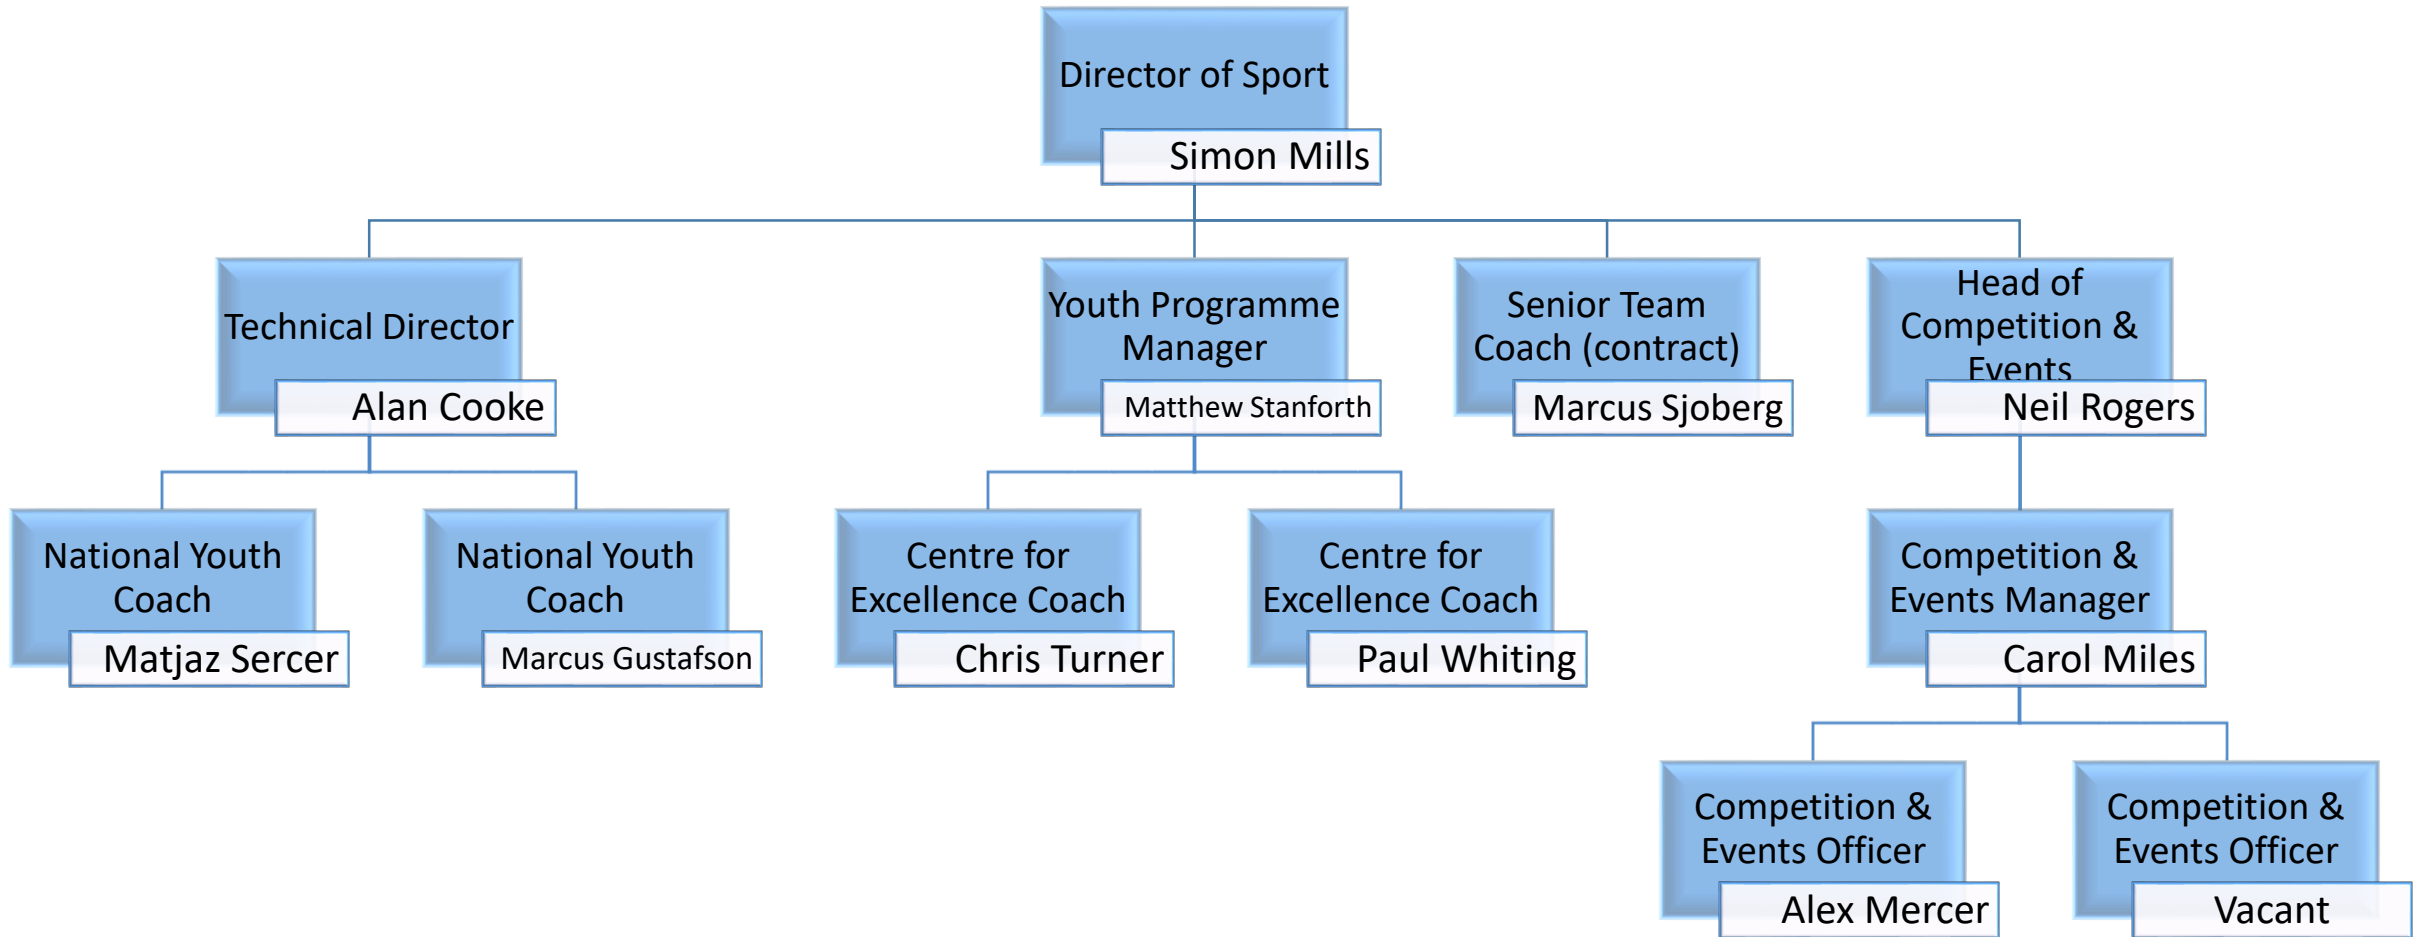 Director of Sport
Simon Mills
Technical Director
Alan Cooke
Youth Programme
Manager
Matthew Stanforth
Senior Team
Coach (contract)
Marcus Sjoberg
Head of
Competition &
Events
Neil Rogers
National Youth
Coach
Matjaz Sercer
National Youth
Coach
Marcus Gustafson
Centre for
Excellence Coach
Chris Turner
Centre for
Excellence Coach
Paul Whiting
Competition &
Events Manager
Carol Miles
Competition &
Events Officer
Alex Mercer
Competition &
Events Officer
Vacant